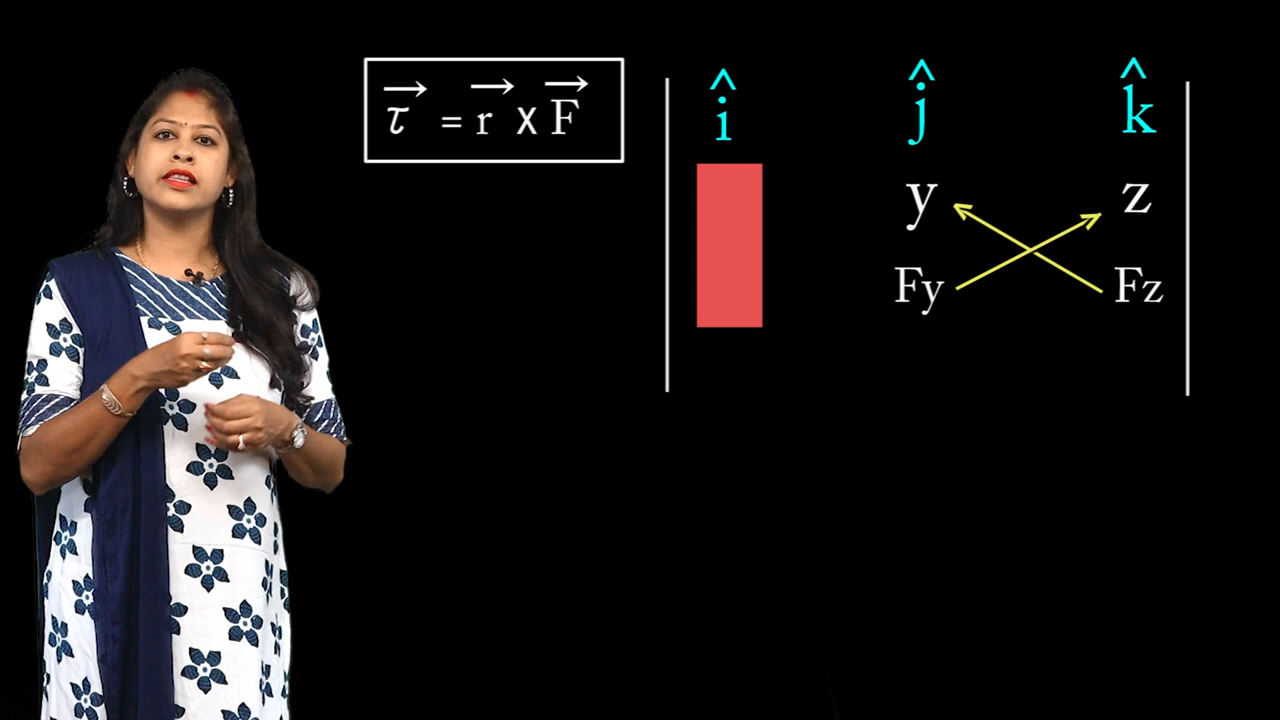 τ = r x F
î ĵ k̂
y z
Fy Fz